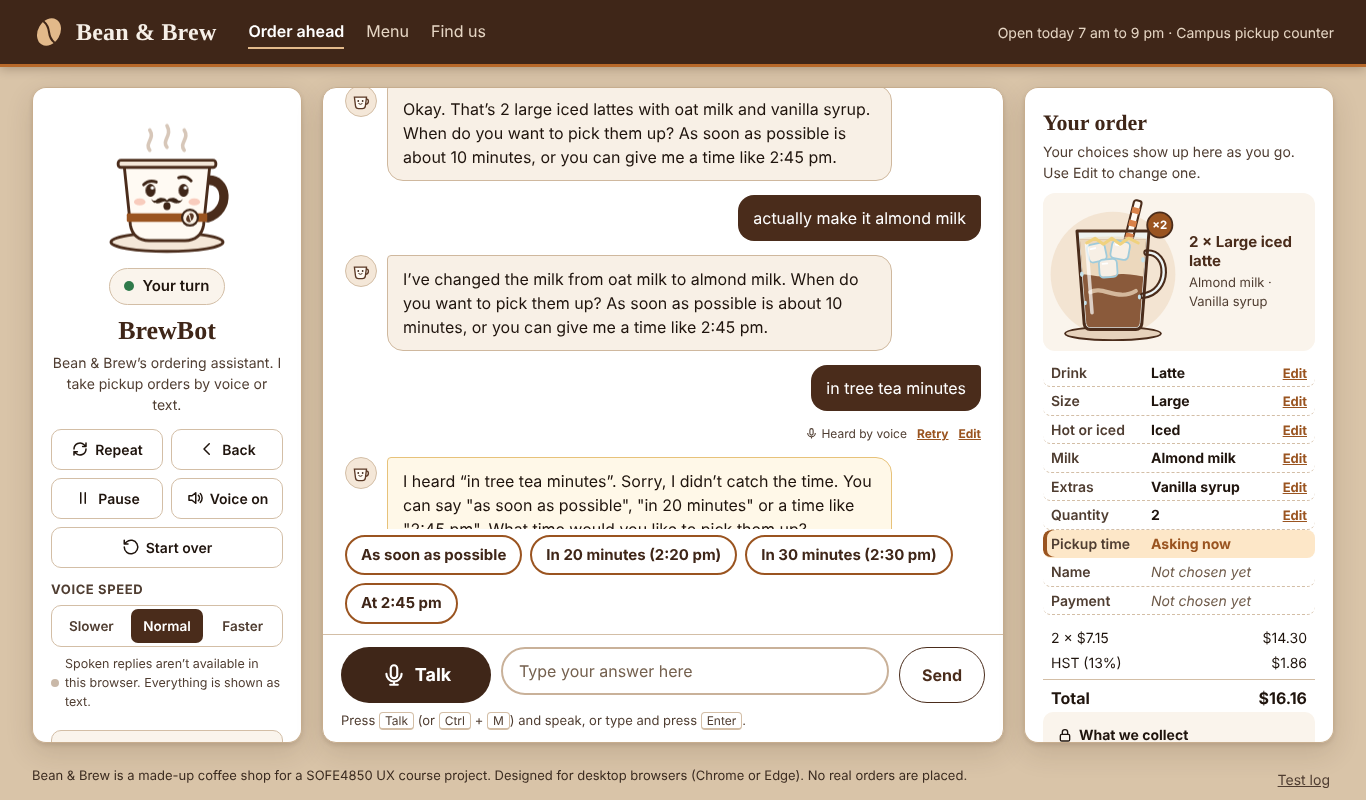 Bean & Brew
Order ahead
Menu
Find us
Open today 7 am to 9 pm · Campus pickup counter
Your turn
BrewBot
Bean & Brew’s ordering assistant. I
take pickup orders by voice or
text.
Repeat
Back
Pause
Voice on
Start over
VOICE SPEED
Slower
Normal
Faster
Spoken replies aren’t available in
this browser. Everything is shown as
text.
Okay. That’s 2 large iced lattes with oat milk and vanilla syrup.
When do you want to pick them up? As soon as possible is
about 10 minutes, or you can give me a time like 2:45 pm.
actually make it almond milk
I’ve changed the milk from oat milk to almond milk. When do
you want to pick them up? As soon as possible is about 10
minutes, or you can give me a time like 2:45 pm.
in tree tea minutes
Heard by voice Retry Edit
I heard “in tree tea minutes”. Sorry, I didn’t catch the time. You
can say "as soon as possible", "in 20 minutes" or a time like
"2:45 pm". What time would you like to pick them up?
As soon as possible
In 20 minutes (2:20 pm)
In 30 minutes (2:30 pm)
At 2:45 pm
Talk
Type your answer here
Send
Press Talk (or Ctrl + M) and speak, or type and press Enter.
Your order
Your choices show up here as you go.
Use Edit to change one.
×2
2 × Large iced
latte
Almond milk ·
Vanilla syrup
Drink Latte Edit
Size Large Edit
Hot or iced Iced Edit
Milk Almond milk Edit
Extras Vanilla syrup Edit
Quantity 2 Edit
Pickup time Asking now
Name Not chosen yet
Payment Not chosen yet
2 × $7.15 $14.30
HST (13%) $1.86
Total $16.16
What we collect
Bean & Brew is a made-up coffee shop for a SOFE4850 UX course project. Designed for desktop browsers (Chrome or Edge). No real orders are placed.
Test log